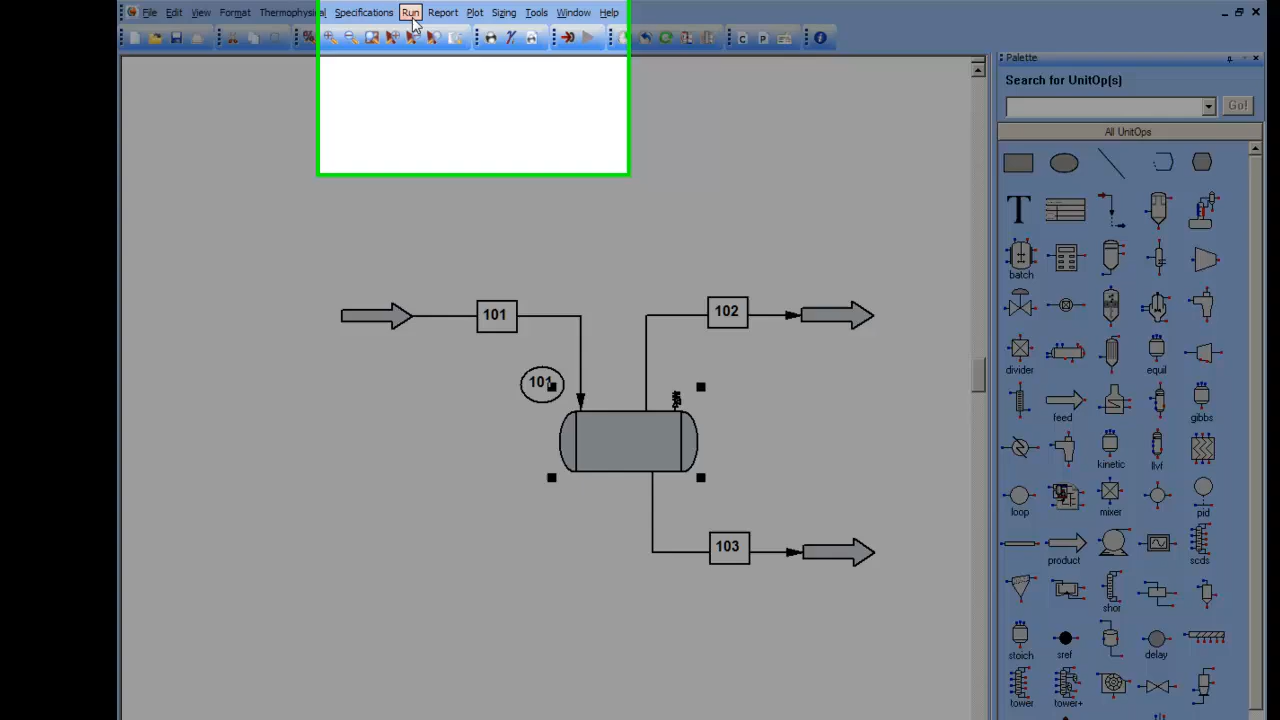 File Edit View Format Thermophysical Specifications Run Report Plot Sizing Tools Window Help
% C P
Palette
Search for UnitOp(s)
Go!
All UnitOps
T
batch
divider equil
feed gibbs
kinetic llvf
loop mixer pid
product scds
shor
stoich sref delay
tower tower+
101
102
101
103